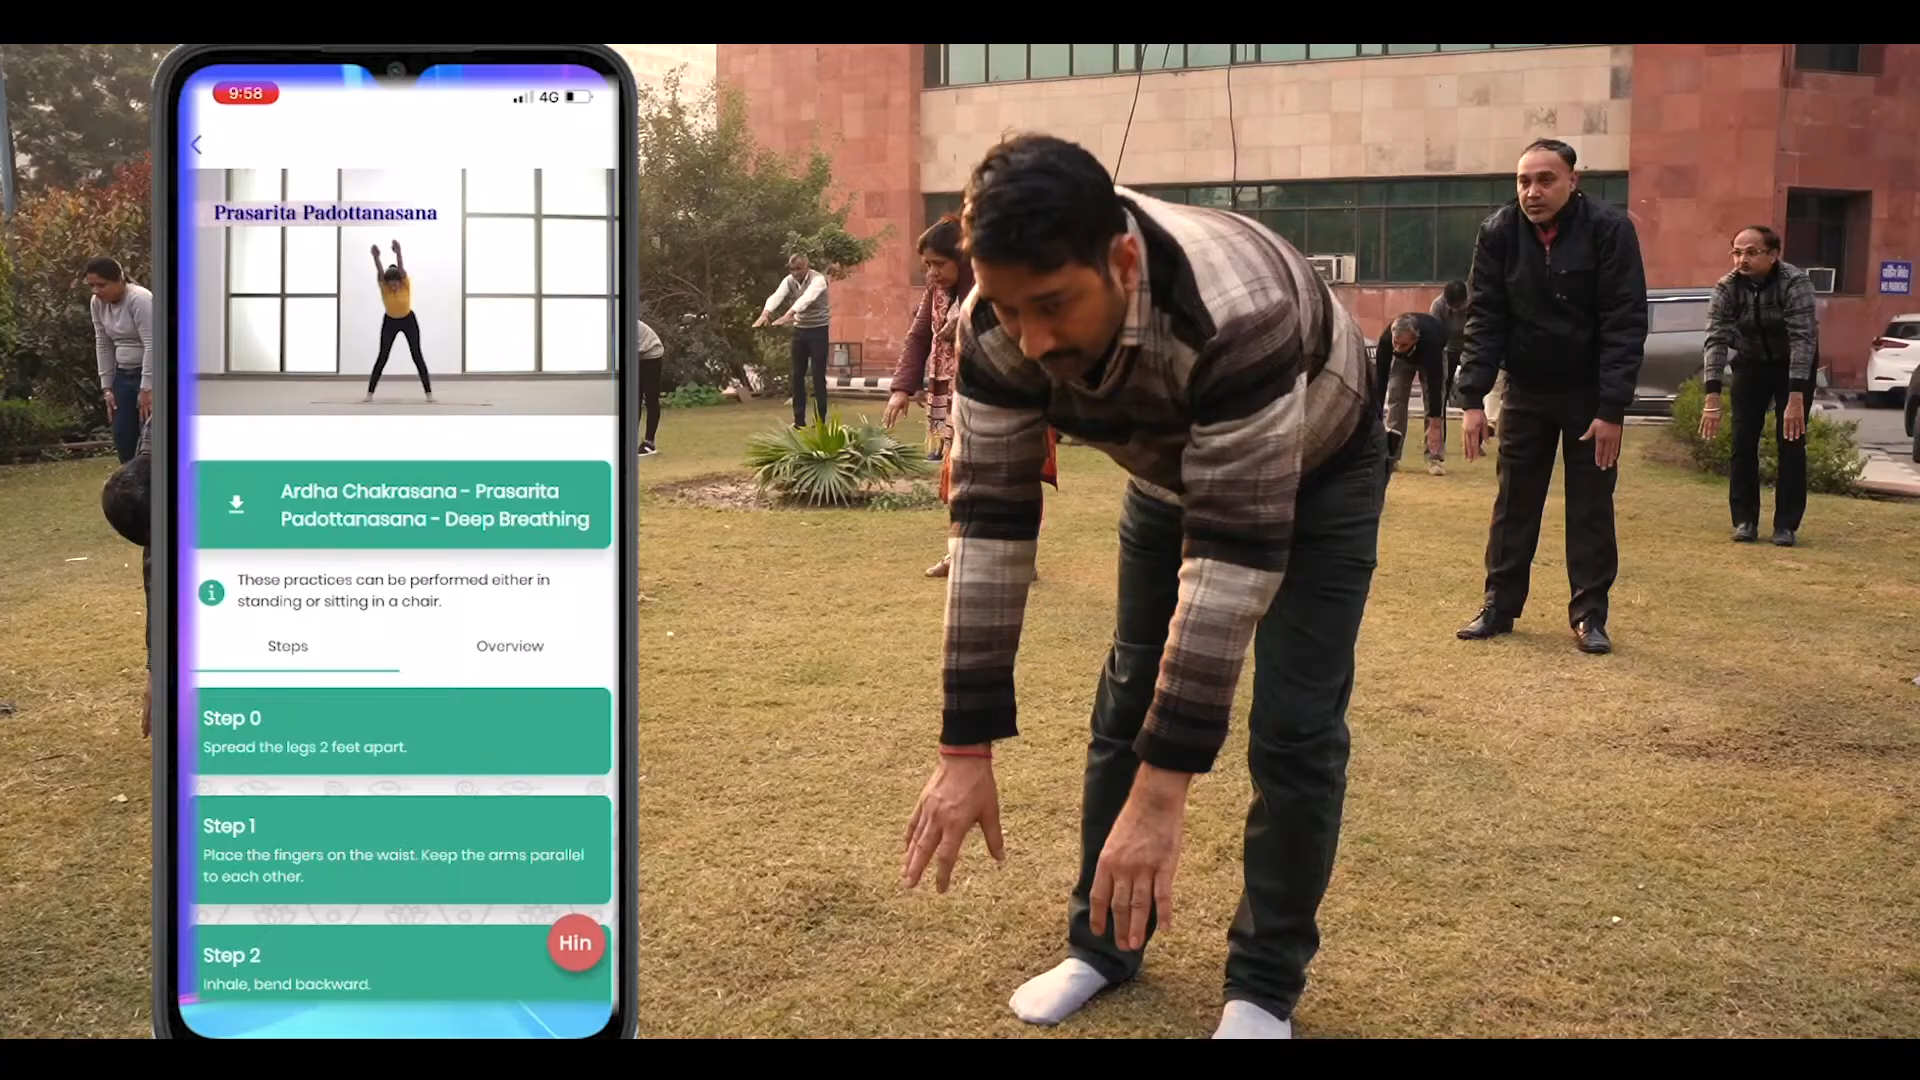 9:58
4G
Prasarita Padottanasana
Ardha Chakrasana - Prasarita
Padottanasana - Deep Breathing
These practices can be performed either in
standing or sitting in a chair.
Steps
Overview
Step 0
Spread the legs 2 feet apart.
Step 1
Place the fingers on the waist. Keep the arms parallel
to each other.
Step 2
Inhale, bend backward.
Hin
NO PARKING